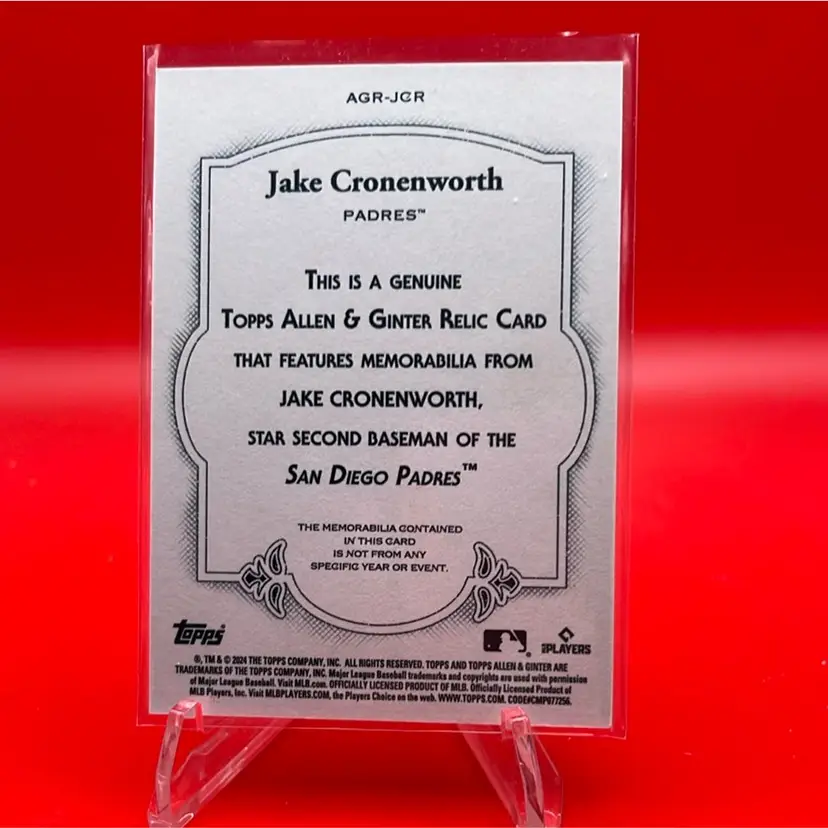 AGR-JCR
Jake Cronenworth
PADRES™
THIS IS A GENUINE
TOPPS ALLEN & GINTER RELIC CARD
THAT FEATURES MEMORABILIA FROM
JAKE CRONENWORTH,
STAR SECOND BASEMAN OF THE
SAN DIEGO PADRES™
THE MEMORABILIA CONTAINED
IN THIS CARD
IS NOT FROM ANY
SPECIFIC YEAR OR EVENT.
topps®
MLB PLAYERS
®, TM & © 2024 THE TOPPS COMPANY, INC. ALL RIGHTS RESERVED. TOPPS AND TOPPS ALLEN & GINTER ARE
TRADEMARKS OF THE TOPPS COMPANY, INC. Major League Baseball trademarks and copyrights are used with permission
of Major League Baseball. Visit MLB.com. OFFICIALLY LICENSED PRODUCT OF MLB. Officially Licensed Product of
MLB Players, Inc. Visit MLBPLAYERS.COM, the Players Choice on the web. WWW.TOPPS.COM. CODE#CMP077256.